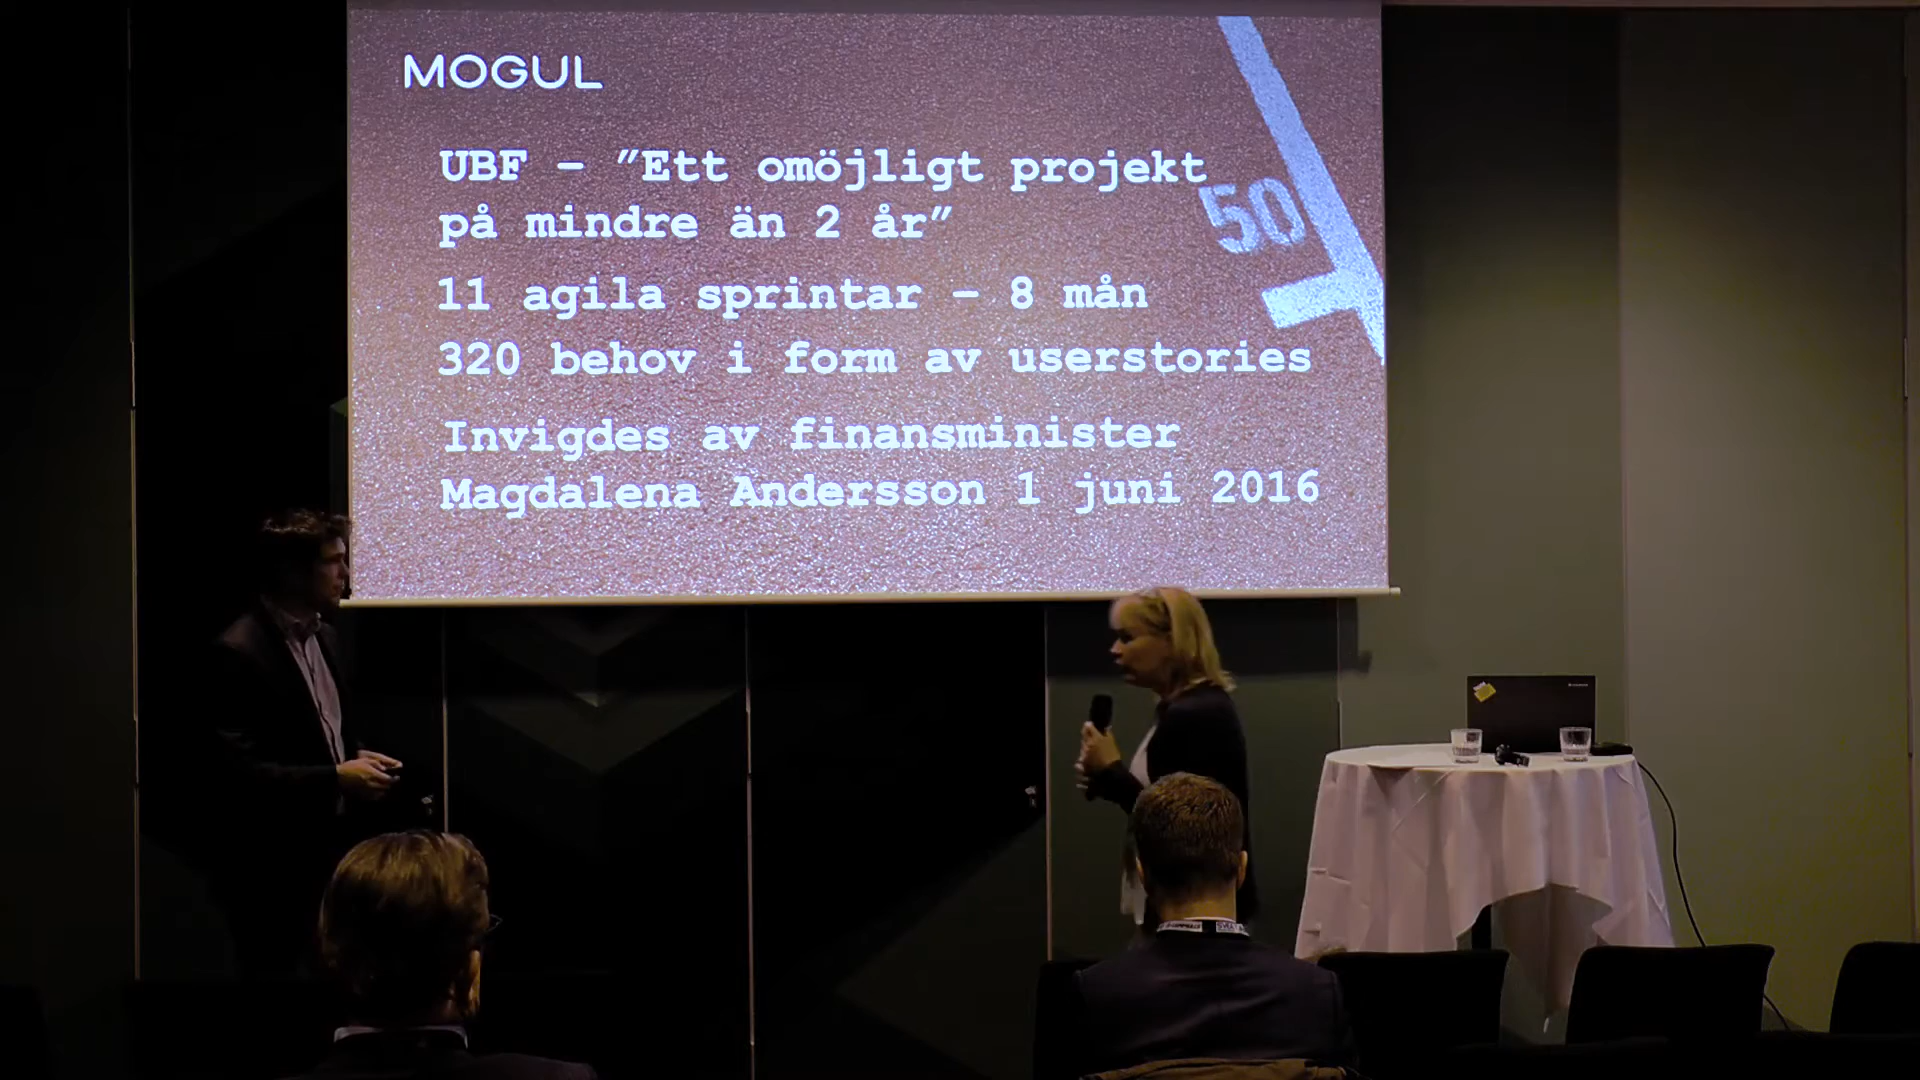 MOGUL
UBF – ”Ett omöjligt projekt
på mindre än 2 år”
50
11 agila sprintar – 8 mån
320 behov i form av userstories
Invigdes av finansminister
Magdalena Andersson 1 juni 2016